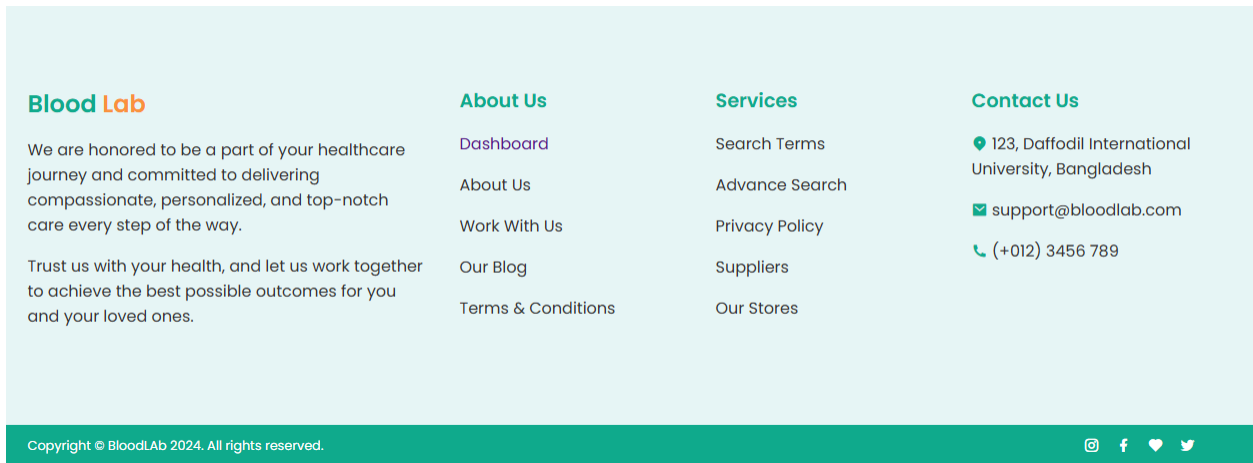 Blood Lab
We are honored to be a part of your healthcare
journey and committed to delivering
compassionate, personalized, and top-notch
care every step of the way.
Trust us with your health, and let us work together
to achieve the best possible outcomes for you
and your loved ones.
About Us
Dashboard
About Us
Work With Us
Our Blog
Terms & Conditions
Services
Search Terms
Advance Search
Privacy Policy
Suppliers
Our Stores
Contact Us
123, Daffodil International
University, Bangladesh
support@bloodlab.com
(+012) 3456 789
Copyright © BloodLAb 2024. All rights reserved.